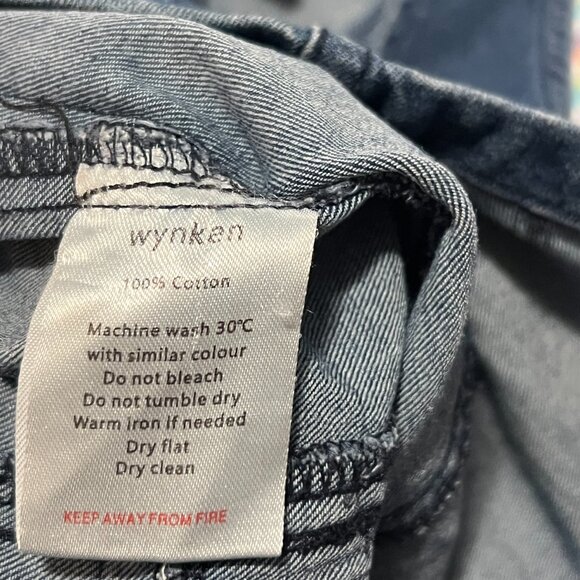 wynken
100% Cotton
Machine wash 30°C
with similar colour
Do not bleach
Do not tumble dry
Warm iron if needed
Dry flat
Dry clean
KEEP AWAY FROM FIRE